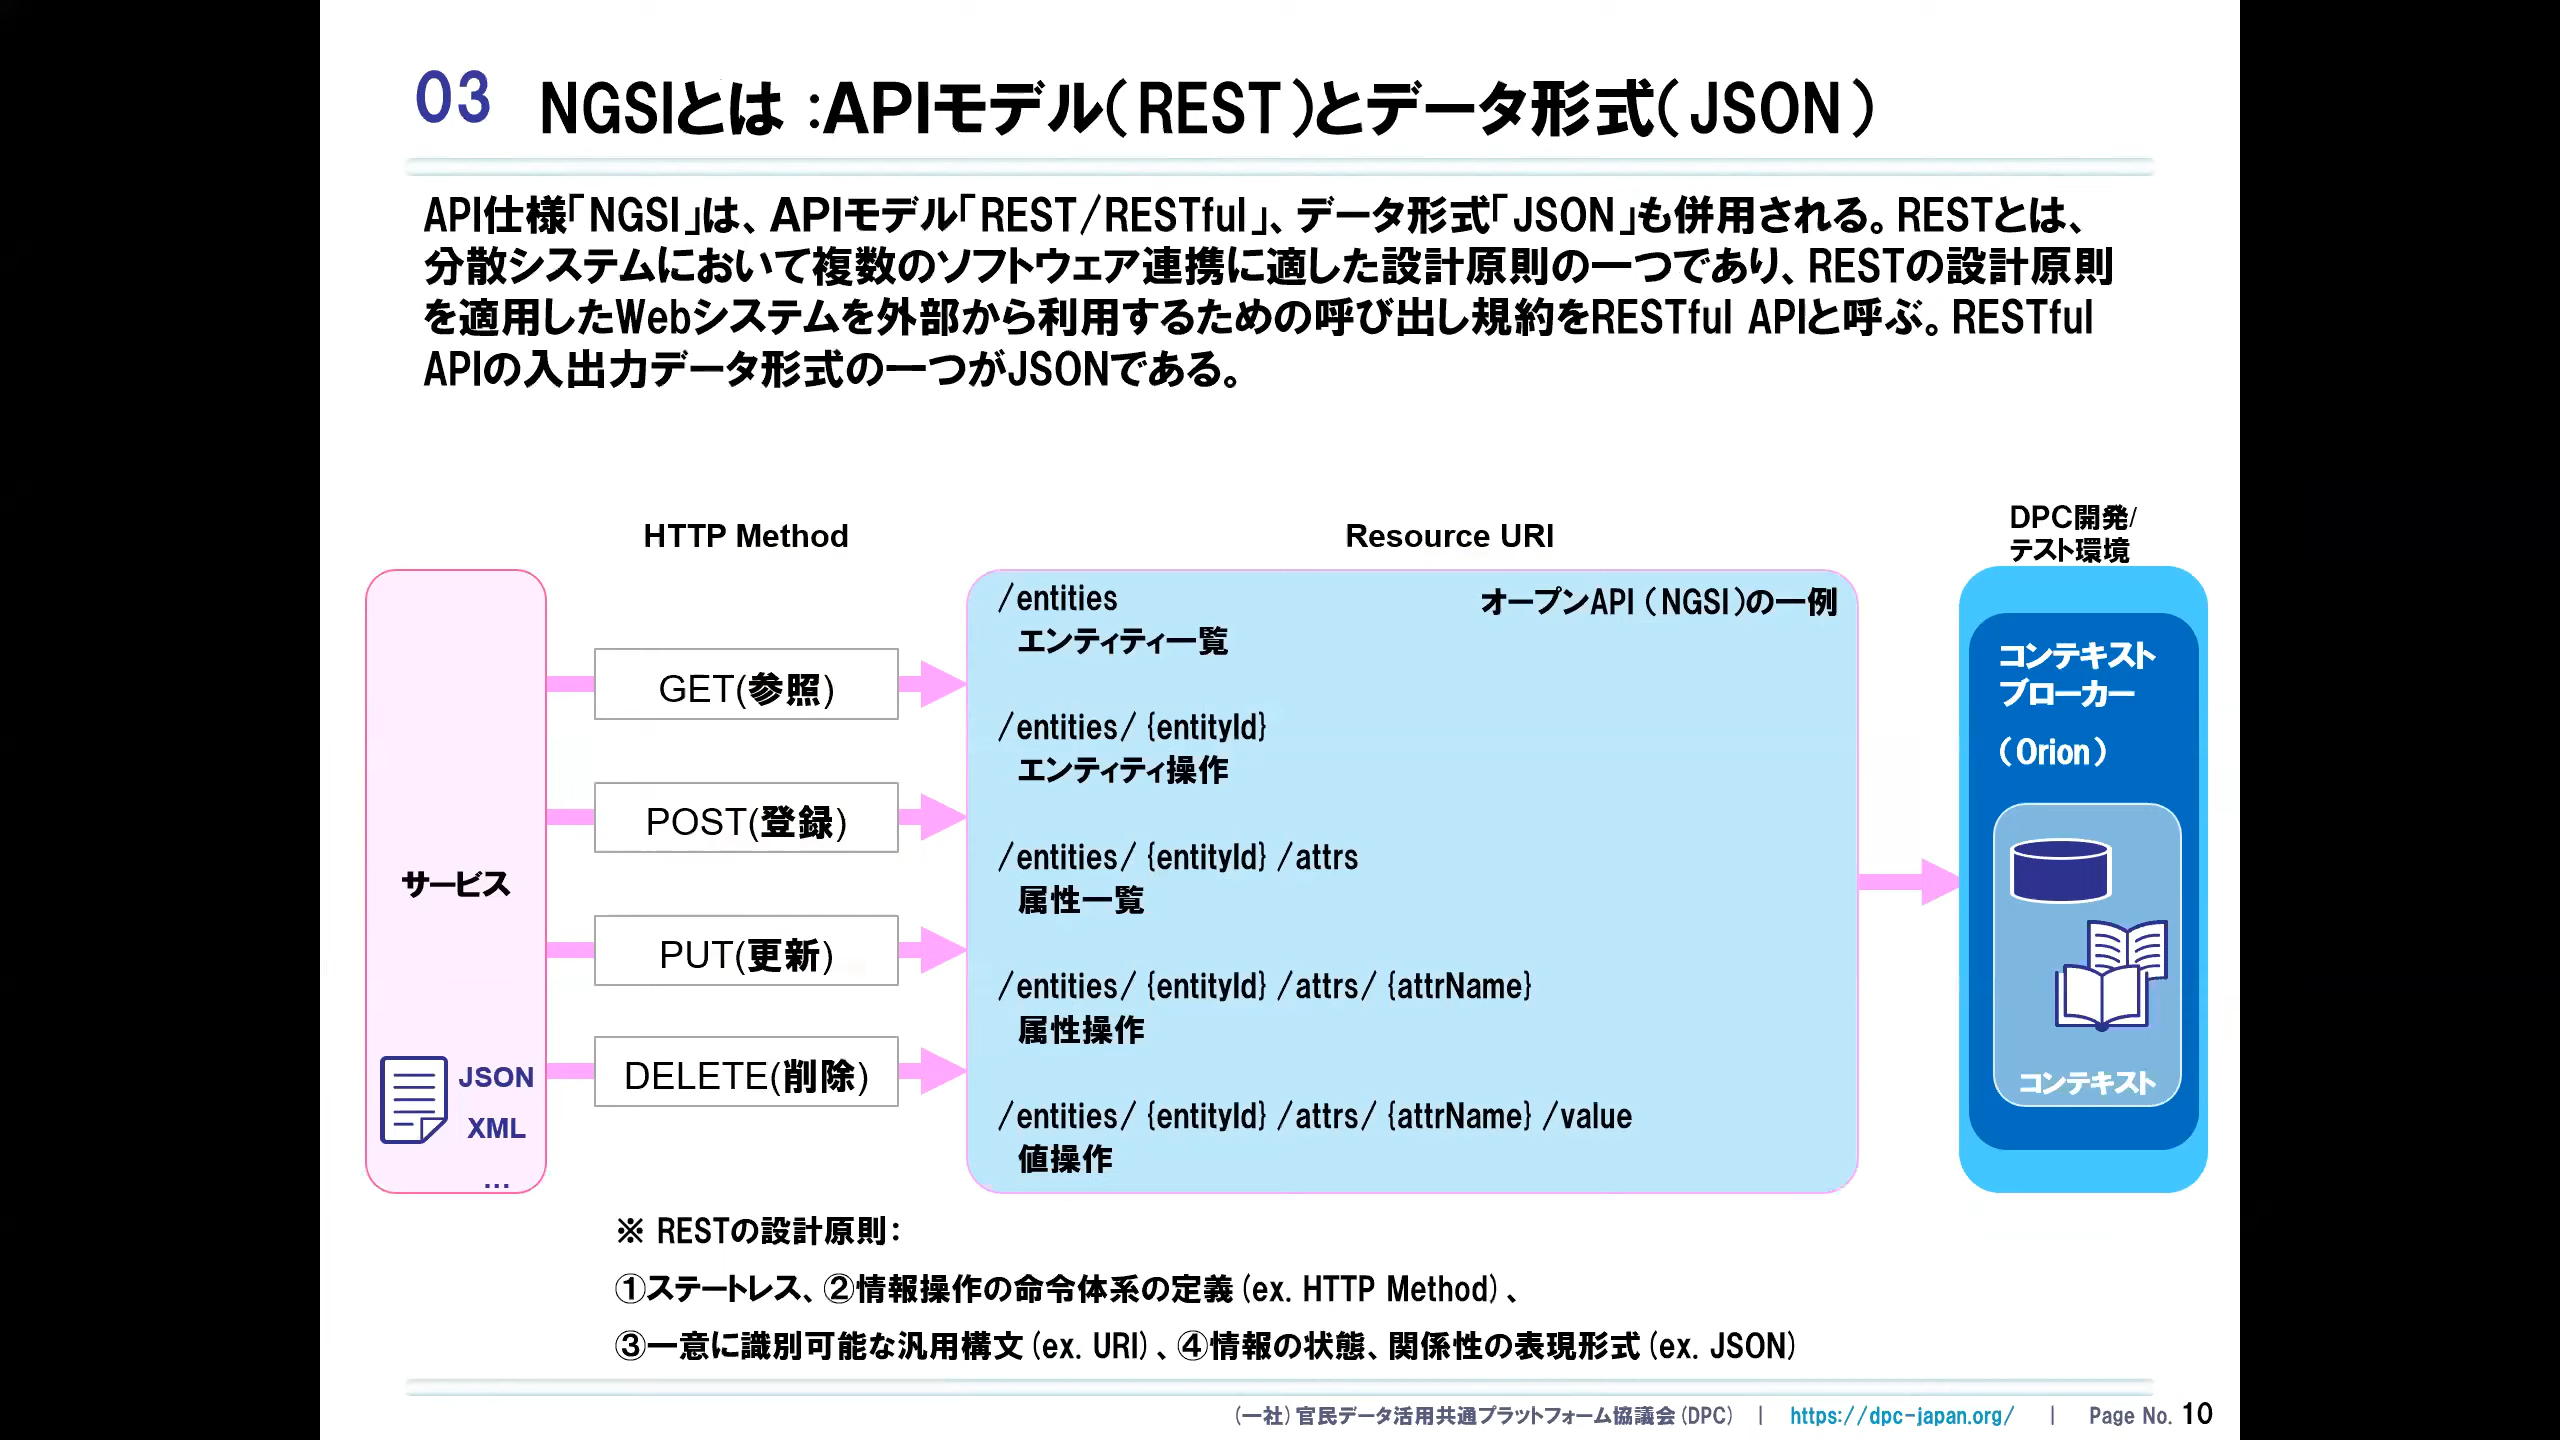 03 NGSIとは :APIモデル(REST)とデータ形式(JSON)
API仕様「NGSI」は、APIモデル「REST/RESTful」、データ形式「JSON」も併用される。RESTとは、
分散システムにおいて複数のソフトウェア連携に適した設計原則の一つであり、RESTの設計原則
を適用したWebシステムを外部から利用するための呼び出し規約をRESTful APIと呼ぶ。RESTful
APIの入出力データ形式の一つがJSONである。
HTTP Method
Resource URI
DPC開発/
テスト環境
サービス
JSON
XML
...
GET(参照)
POST(登録)
PUT(更新)
DELETE(削除)
オープンAPI(NGSI)の一例
/entities
エンティティ一覧
/entities/{entityId}
エンティティ操作
/entities/{entityId}/attrs
属性一覧
/entities/{entityId}/attrs/{attrName}
属性操作
/entities/{entityId}/attrs/{attrName}/value
値操作
コンテキスト
ブローカー
(Orion)
コンテキスト
※ RESTの設計原則:
①ステートレス、②情報操作の命令体系の定義(ex. HTTP Method)、
③一意に識別可能な汎用構文(ex. URI)、④情報の状態、関係性の表現形式(ex. JSON)
(一社)官民データ活用共通プラットフォーム協議会(DPC) | https://dpc-japan.org/ | Page No. 10